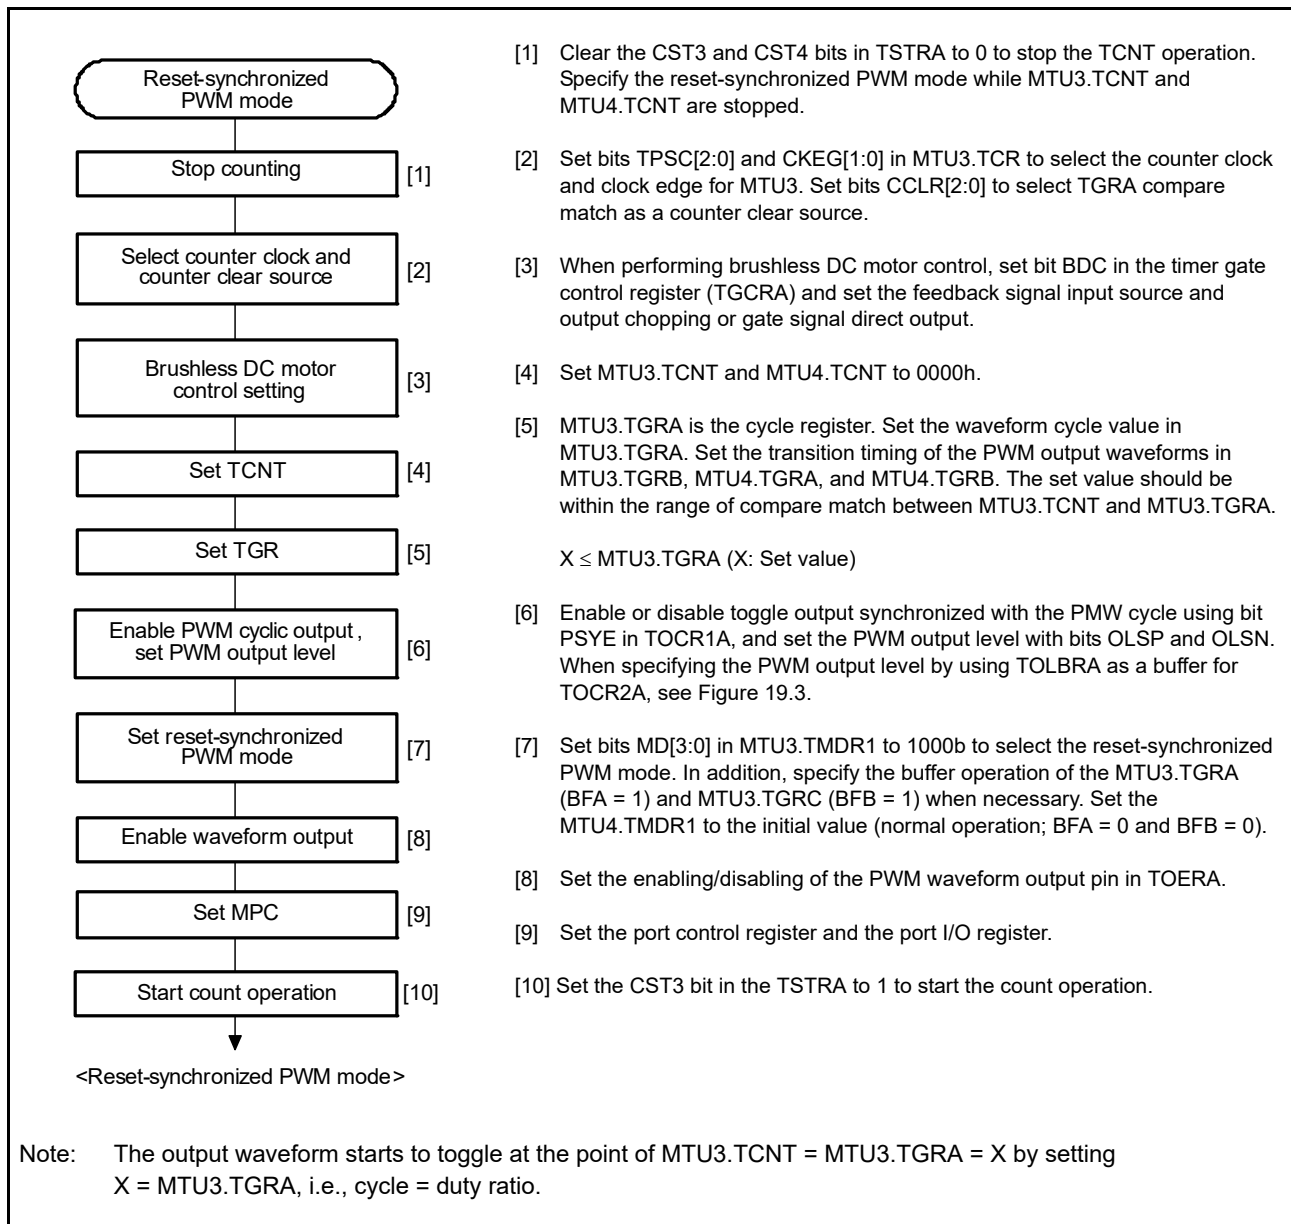 Reset-synchronized
PWM mode
Stop counting
[1]
Select counter clock and
counter clear source
[2]
Brushless DC motor
control setting
[3]
Set TCNT
[4]
Set TGR
[5]
Enable PWM cyclic output ,
set PWM output level
[6]
Set reset-synchronized
PWM mode
[7]
Enable waveform output
[8]
Set MPC
[9]
Start count operation
[10]
<Reset-synchronized PWM mode>
[1] Clear the CST3 and CST4 bits in TSTRA to 0 to stop the TCNT operation.
Specify the reset-synchronized PWM mode while MTU3.TCNT and
MTU4.TCNT are stopped.
[2] Set bits TPSC[2:0] and CKEG[1:0] in MTU3.TCR to select the counter clock
and clock edge for MTU3. Set bits CCLR[2:0] to select TGRA compare
match as a counter clear source.
[3] When performing brushless DC motor control, set bit BDC in the timer gate
control register (TGCRA) and set the feedback signal input source and
output chopping or gate signal direct output.
[4] Set MTU3.TCNT and MTU4.TCNT to 0000h.
[5] MTU3.TGRA is the cycle register. Set the waveform cycle value in
MTU3.TGRA. Set the transition timing of the PWM output waveforms in
MTU3.TGRB, MTU4.TGRA, and MTU4.TGRB. The set value should be
within the range of compare match between MTU3.TCNT and MTU3.TGRA.
X ≤ MTU3.TGRA (X: Set value)
[6] Enable or disable toggle output synchronized with the PMW cycle using bit
PSYE in TOCR1A, and set the PWM output level with bits OLSP and OLSN.
When specifying the PWM output level by using TOLBRA as a buffer for
TOCR2A, see Figure 19.3.
[7] Set bits MD[3:0] in MTU3.TMDR1 to 1000b to select the reset-synchronized
PWM mode. In addition, specify the buffer operation of the MTU3.TGRA
(BFA = 1) and MTU3.TGRC (BFB = 1) when necessary. Set the
MTU4.TMDR1 to the initial value (normal operation; BFA = 0 and BFB = 0).
[8] Set the enabling/disabling of the PWM waveform output pin in TOERA.
[9] Set the port control register and the port I/O register.
[10] Set the CST3 bit in the TSTRA to 1 to start the count operation.
Note: The output waveform starts to toggle at the point of MTU3.TCNT = MTU3.TGRA = X by setting
X = MTU3.TGRA, i.e., cycle = duty ratio.